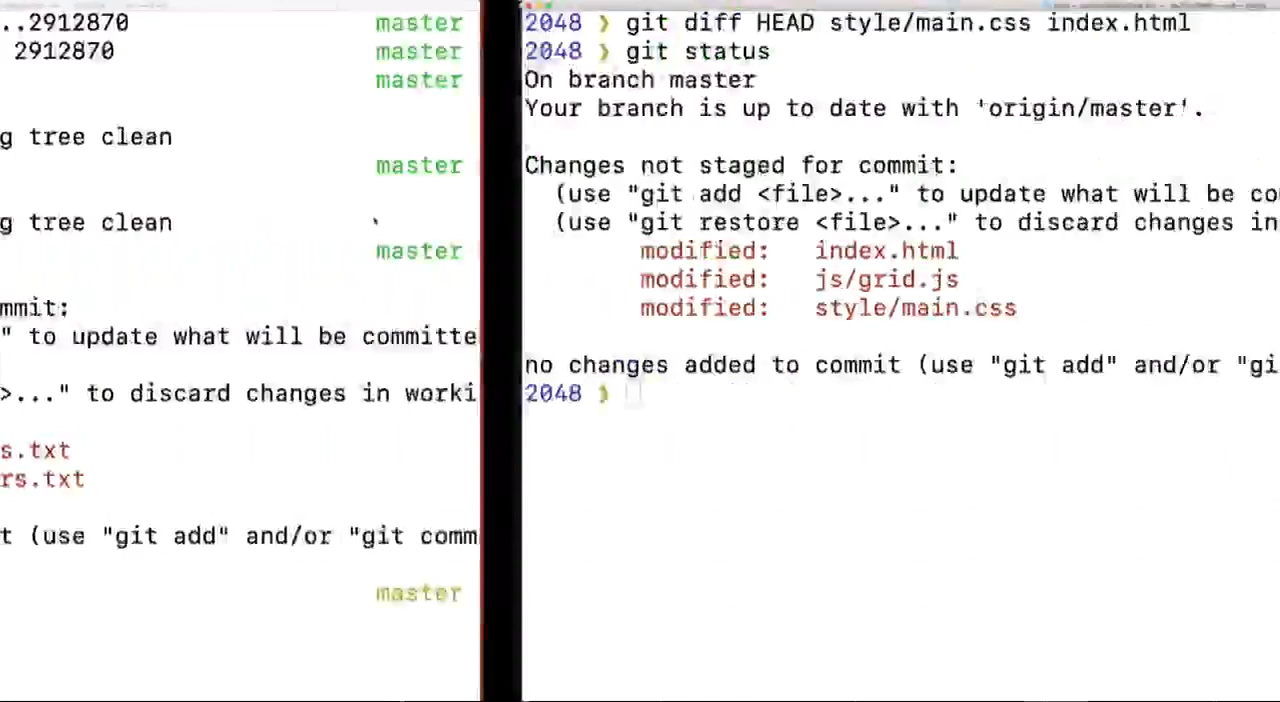 ..2912870 master
2912870 master
master
g tree clean
master
g tree clean
master
mmit:
" to update what will be committe
>..." to discard changes in worki
s.txt
rs.txt
t (use "git add" and/or "git comm
master
2048 ❯ git diff HEAD style/main.css index.html
2048 ❯ git status
On branch master
Your branch is up to date with 'origin/master'.
Changes not staged for commit:
(use "git add <file>..." to update what will be co
(use "git restore <file>..." to discard changes in
modified: index.html
modified: js/grid.js
modified: style/main.css
no changes added to commit (use "git add" and/or "gi
2048 ❯